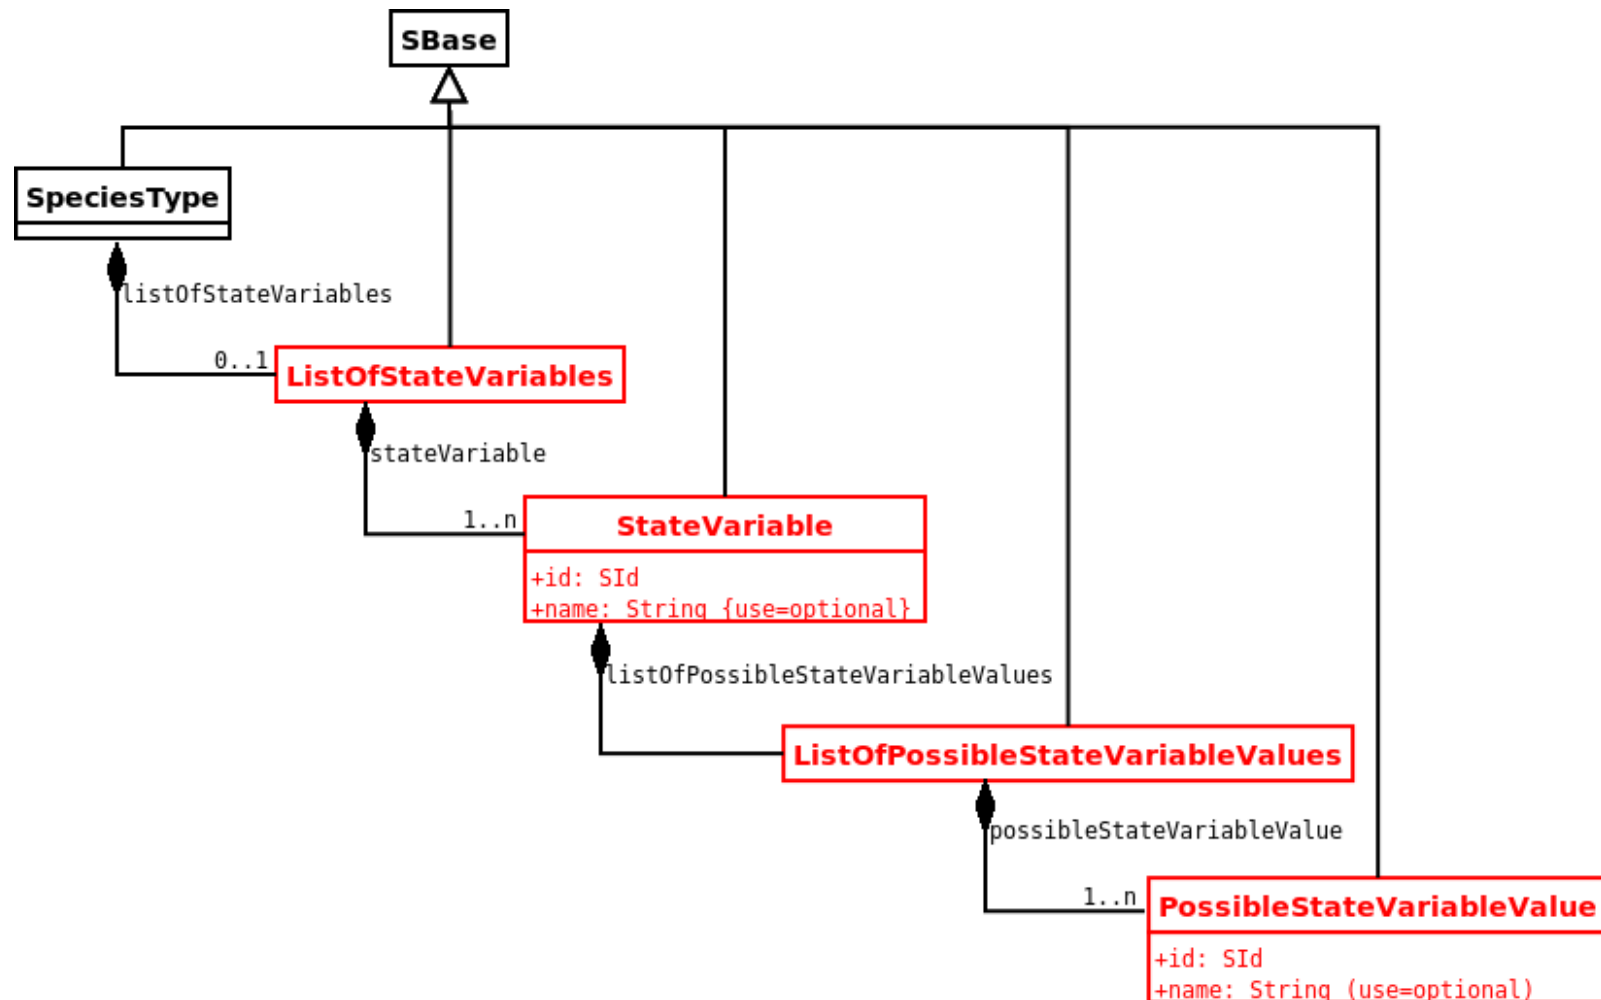 SBase
SpeciesType
listOfStateVariables
0..1
ListOfStateVariables
stateVariable
1..n
StateVariable
+id: SId
+name: String {use=optional}
listOfPossibleStateVariableValues
ListOfPossibleStateVariableValues
possibleStateVariableValue
1..n
PossibleStateVariableValue
+id: SId
+name: String (use=optional)